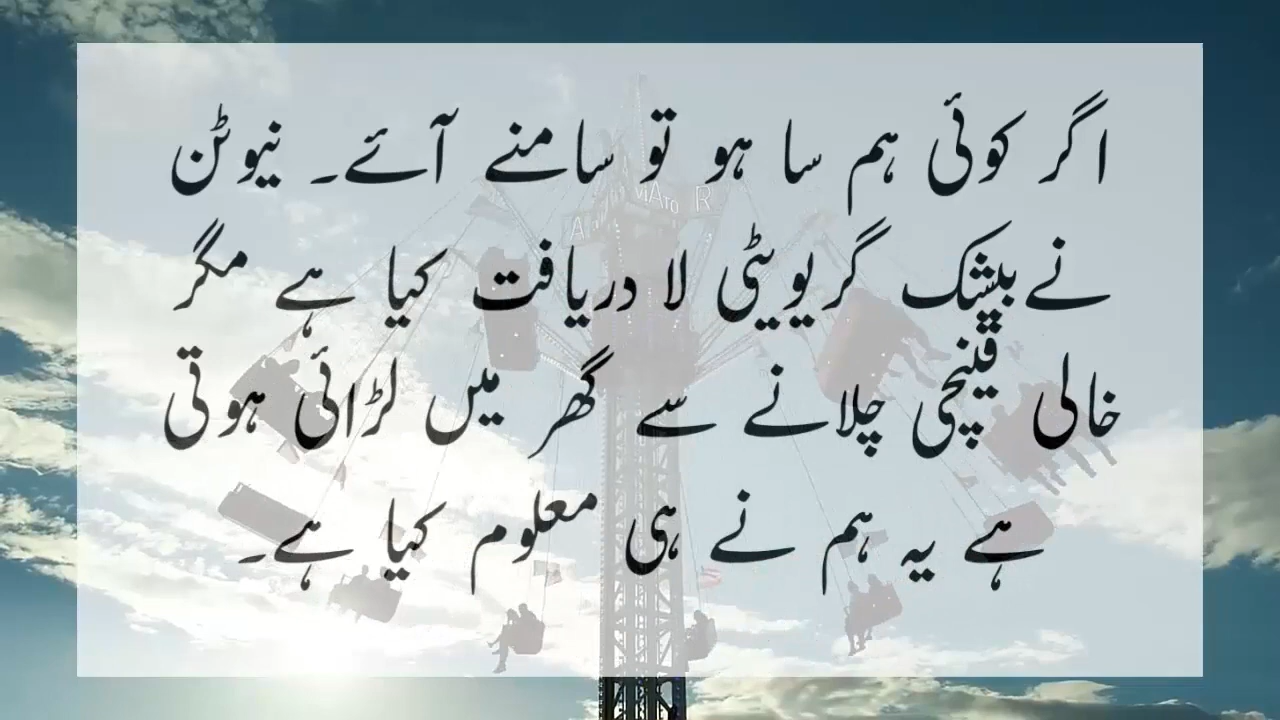 اگر کوئی ہم سا ہو تو سامنے آئے۔ نیوٹن
نے بیشک گریویٹی لا دریافت کیا ہے مگر
خالی قینچی چلانے سے گھر میں لڑائی ہوتی
ہے یہ ہم نے ہی معلوم کیا ہے۔